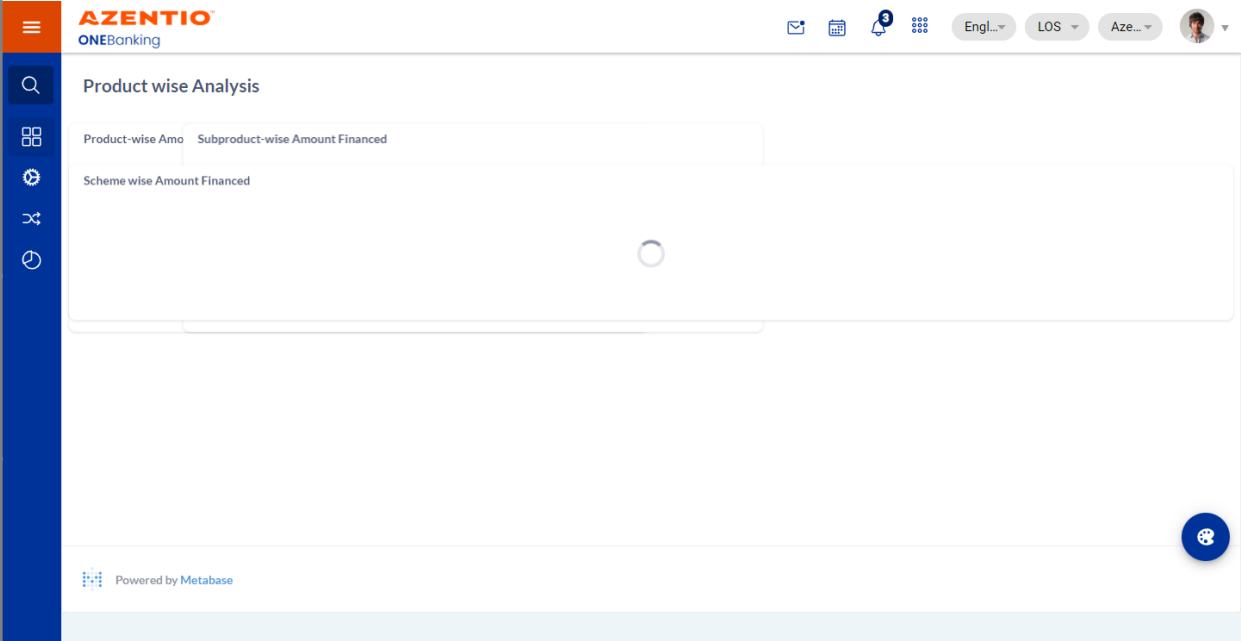 AZENTIO™
ONEBanking
3
Engl...
LOS
Aze...
Product wise Analysis
Product-wise Amo
Subproduct-wise Amount Financed
Scheme wise Amount Financed
Powered by Metabase